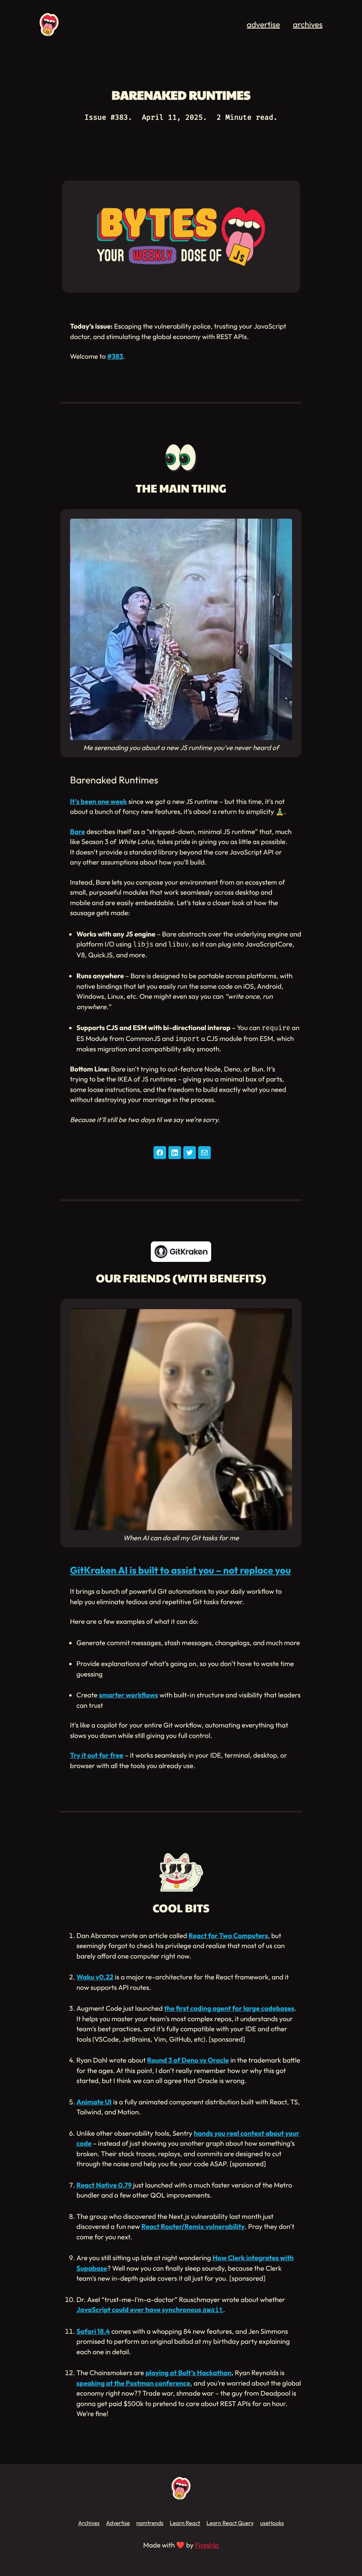 advertise archives
BARENAKED RUNTIMES
Issue #383. April 11, 2025. 2 Minute read.
BYTES
YOUR WEEKLY DOSE OF JS
Today's issue: Escaping the vulnerability police, trusting your JavaScript
doctor, and stimulating the global economy with REST APIs.
Welcome to #383.
THE MAIN THING
Me serenading you about a new JS runtime you've never heard of
Barenaked Runtimes
It's been one week since we got a new JS runtime – but this time, it's not
about a bunch of fancy new features, it's about a return to simplicity 🧘‍♂️.
Bare describes itself as a “stripped-down, minimal JS runtime” that, much
like Season 3 of White Lotus, takes pride in giving you as little as possible.
It doesn't provide a standard library beyond the core JavaScript API or
any other assumptions about how you'll build.
Instead, Bare lets you compose your environment from an ecosystem of
small, purposeful modules that work seamlessly across desktop and
mobile and are easily embeddable. Let's take a closer look at how the
sausage gets made:
• Works with any JS engine – Bare abstracts over the underlying engine and
platform I/O using libjs and libuv, so it can plug into JavaScriptCore,
V8, QuickJS, and more.
• Runs anywhere – Bare is designed to be portable across platforms, with
native bindings that let you easily run the same code on iOS, Android,
Windows, Linux, etc. One might even say you can “write once, run
anywhere.”
• Supports CJS and ESM with bi-directional interop – You can require an
ES Module from CommonJS and import a CJS module from ESM, which
makes migration and compatibility silky smooth.
Bottom Line: Bare isn't trying to out-feature Node, Deno, or Bun. It's
trying to be the IKEA of JS runtimes – giving you a minimal box of parts,
some loose instructions, and the freedom to build exactly what you need
without destroying your marriage in the process.
Because it'll still be two days til we say we're sorry.
GitKraken
OUR FRIENDS (WITH BENEFITS)
When AI can do all my Git tasks for me
GitKraken AI is built to assist you – not replace you
It brings a bunch of powerful Git automations to your daily workflow to
help you eliminate tedious and repetitive Git tasks forever.
Here are a few examples of what it can do:
• Generate commit messages, stash messages, changelogs, and much more
• Provide explanations of what's going on, so you don't have to waste time
guessing
• Create smarter workflows with built-in structure and visibility that leaders
can trust
It's like a copilot for your entire Git workflow, automating everything that
slows you down while still giving you full control.
Try it out for free – it works seamlessly in your IDE, terminal, desktop, or
browser with all the tools you already use.
COOL BITS
1. Dan Abramov wrote an article called React for Two Computers, but
seemingly forgot to check his privilege and realize that most of us can
barely afford one computer right now.
2. Waku v0.22 is a major re-architecture for the React framework, and it
now supports API routes.
3. Augment Code just launched the first coding agent for large codebases.
It helps you master your team's most complex repos, it understands your
team's best practices, and it's fully compatible with your IDE and other
tools (VSCode, JetBrains, Vim, GitHub, etc). [sponsored]
4. Ryan Dahl wrote about Round 3 of Deno vs Oracle in the trademark battle
for the ages. At this point, I don't really remember how or why this got
started, but I think we can all agree that Oracle is wrong.
5. Animate UI is a fully animated component distribution built with React, TS,
Tailwind, and Motion.
6. Unlike other observability tools, Sentry hands you real context about your
code – instead of just showing you another graph about how something's
broken. Their stack traces, replays, and commits are designed to cut
through the noise and help you fix your code ASAP. [sponsored]
7. React Native 0.79 just launched with a much faster version of the Metro
bundler and a few other QOL improvements.
8. The group who discovered the Next.js vulnerability last month just
discovered a fun new React Router/Remix vulnerability. Pray they don't
come for you next.
9. Are you still sitting up late at night wondering How Clerk integrates with
Supabase? Well now you can finally sleep soundly, because the Clerk
team's new in-depth guide covers it all just for you. [sponsored]
10. Dr. Axel “trust-me-I'm-a-doctor” Rauschmayer wrote about whether
JavaScript could ever have synchronous await.
11. Safari 18.4 comes with a whopping 84 new features, and Jen Simmons
promised to perform an original ballad at my birthday party explaining
each one in detail.
12. The Chainsmokers are playing at Bolt's Hackathon, Ryan Reynolds is
speaking at the Postman conference, and you're worried about the global
economy right now?? Trade war, shmade war – the guy from Deadpool is
gonna get paid $500k to pretend to care about REST APIs for an hour.
We're fine!
Archives Advertise npmtrends Learn React Learn React Query useHooks
Made with ❤️ by Fireship